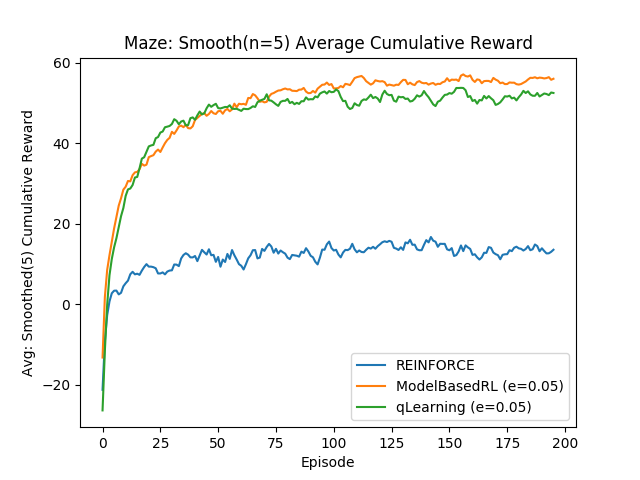 Maze: Smooth(n=5) Average Cumulative Reward
Avg: Smoothed(5) Cumulative Reward
60
40
20
0
−20
0 25 50 75 100 125 150 175 200
Episode
REINFORCE
ModelBasedRL (e=0.05)
qLearning (e=0.05)